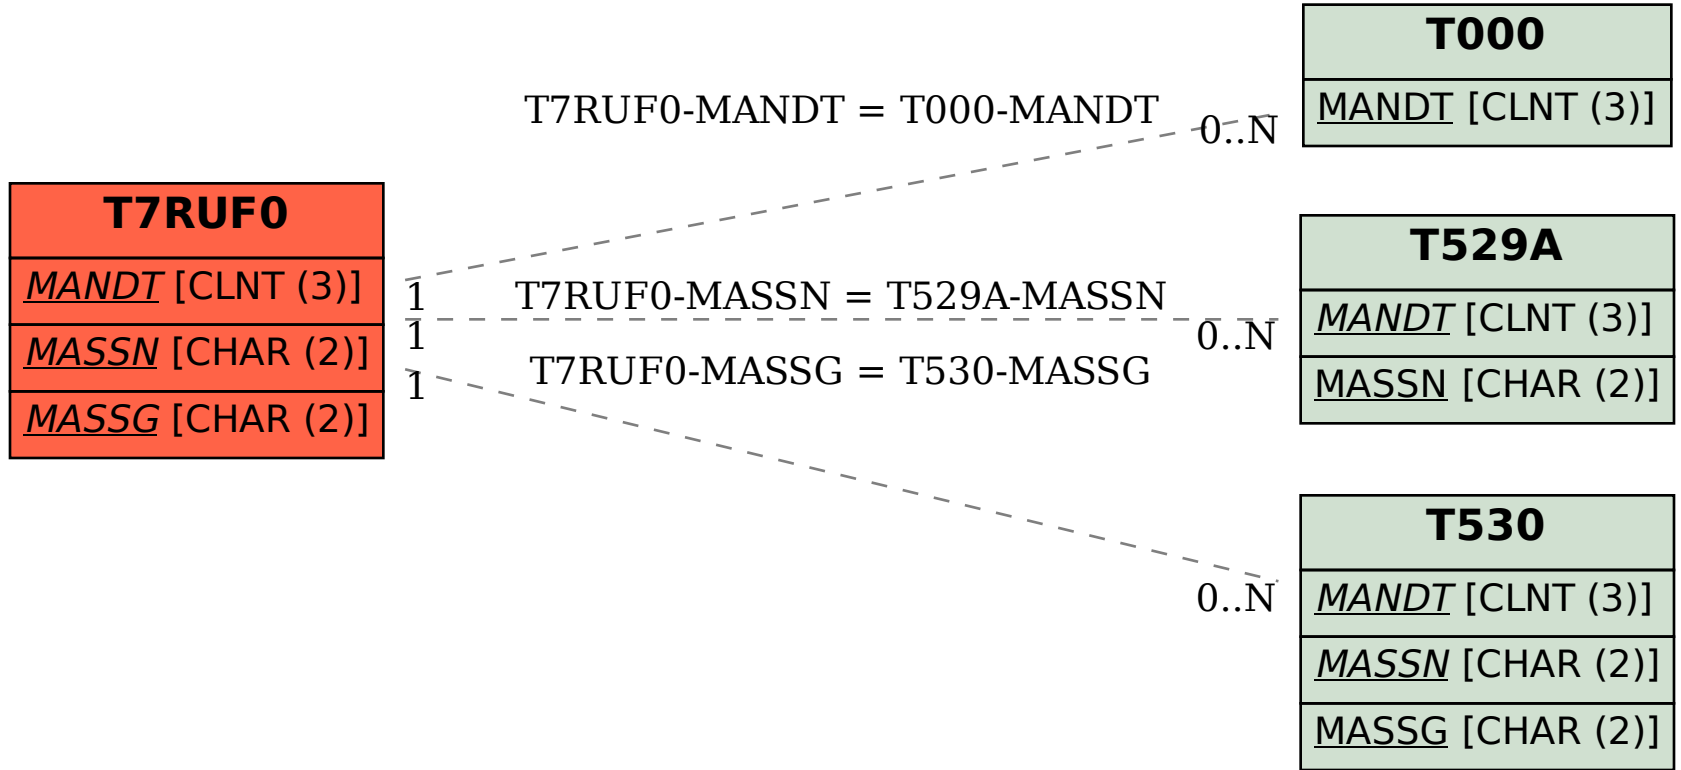 T000
MANDT [CLNT (3)]
T7RUF0-MANDT = T000-MANDT
0..N
T7RUF0
MANDT [CLNT (3)]
MASSN [CHAR (2)]
MASSG [CHAR (2)]
1
T7RUF0-MASSN = T529A-MASSN
1
0..N
T7RUF0-MASSG = T530-MASSG
1
0..N
T529A
MANDT [CLNT (3)]
MASSN [CHAR (2)]
T530
MANDT [CLNT (3)]
MASSN [CHAR (2)]
MASSG [CHAR (2)]